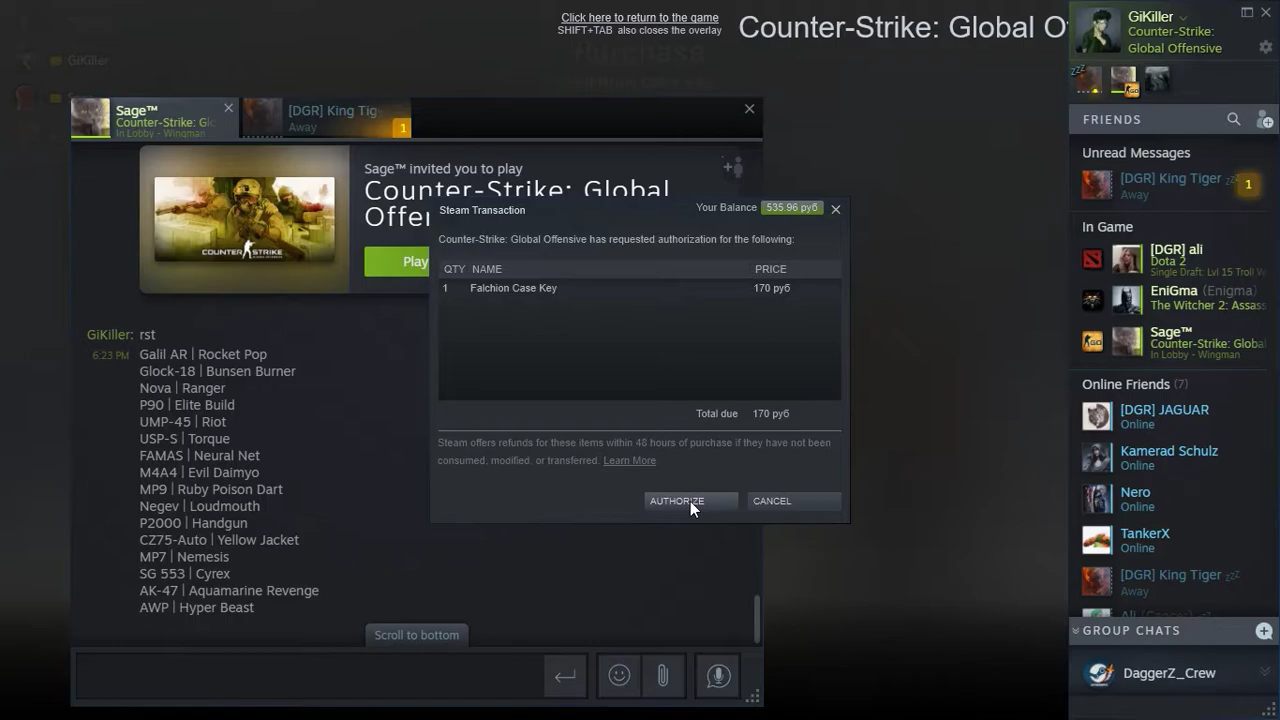 Click here to return to the game
SHIFT+TAB also closes the overlay
Counter-Strike: Global Of
GiKiller
Counter-Strike:
Global Offensive
GiKiller
Sage™
Counter-Strike: Glo
In Lobby - Wingman
[DGR] King Tig
Away
1
FRIENDS
Unread Messages
[DGR] King Tiger zzz
Away
1
Sage™ invited you to play
Counter-Strike: Global
Offen
COUNTER STRIKE
Play
Steam Transaction
Your Balance 535.96 руб
Counter-Strike: Global Offensive has requested authorization for the following:
QTY NAME PRICE
1 Falchion Case Key 170 руб
Total due 170 руб
Steam offers refunds for these items within 48 hours of purchase if they have not been
consumed, modified, or transferred. Learn More
AUTHORIZE
CANCEL
GiKiller: rst
6:23 PM
Galil AR | Rocket Pop
Glock-18 | Bunsen Burner
Nova | Ranger
P90 | Elite Build
UMP-45 | Riot
USP-S | Torque
FAMAS | Neural Net
M4A4 | Evil Daimyo
MP9 | Ruby Poison Dart
Negev | Loudmouth
P2000 | Handgun
CZ75-Auto | Yellow Jacket
MP7 | Nemesis
SG 553 | Cyrex
AK-47 | Aquamarine Revenge
AWP | Hyper Beast
Scroll to bottom
In Game
[DGR] ali
Dota 2
Single Draft: Lvl 15 Troll W
EniGma (Enigma)
The Witcher 2: Assas
Sage™
Counter-Strike: Globa
In Lobby - Wingman
Online Friends (7)
[DGR] JAGUAR
Online
Kamerad Schulz
Online
Nero
Online
TankerX
Online
[DGR] King Tiger zzz
Away
GROUP CHATS
DaggerZ_Crew